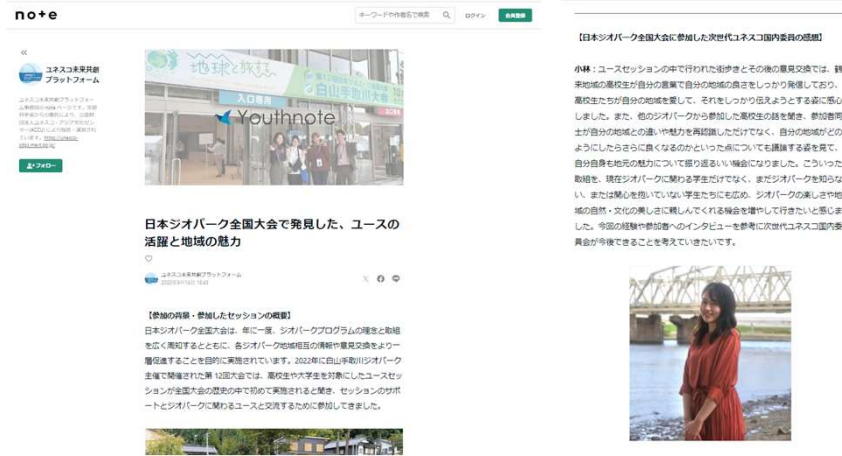 note
キーワードや作者名で検索
ログイン
会員登録
ユネスコ未来共創
プラットフォーム
フォロー
地球と旅する
白山手取川大会
入口専用
Youthnote
日本ジオパーク全国大会で発見した、ユースの
活躍と地域の魅力
ユネスコ未来共創プラットフォーム
【参加の背景・参加したセッションの概要】
日本ジオパーク全国大会は、年に一度、ジオパークプログラムの理念と取組
を広く周知するとともに、各ジオパーク地域相互の情報や意見交換をより一
層促進することを目的に実施されています。2022年に白山手取川ジオパーク
主催で開催された第 12回大会では、高校生や大学生を対象にしたユースセッ
ションが全国大会の歴史の中で初めて実施されると聞き、セッションのサポ
ートとジオパークに関わるユースと交流するために参加してきました。
【日本ジオパーク全国大会に参加した次世代ユネスコ国内委員の感想】
小林：ユースセッションの中で行われた街歩きとその後の意見交換では、鶴
来地域の高校生が自分の言葉で自分の地域の良さをしっかり発信しており、
高校生たちが自分の地域を愛して、それをしっかり伝えようとする姿に感心
しました。また、他のジオパークから参加した高校生の話を聞き、参加者同
士が自分の地域との違いや魅力を再認識しただけでなく、自分の地域がどの
ようにしたらさらに良くなるのかといった点についても議論する姿を見て、
自分自身も地元の魅力について振り返るいい機会になりました。こういった
取組を、現在ジオパークに関わる学生だけでなく、まだジオパークを知らな
い、または関心を抱いていない学生たちにも広め、ジオパークの楽しさや地
域の自然・文化の美しさに親しんでくれる機会を増やして行きたいと感じま
した。今回の経験や参加者へのインタビューを参考に次世代ユネスコ国内委
員会が今後できることを考えていきたいです。